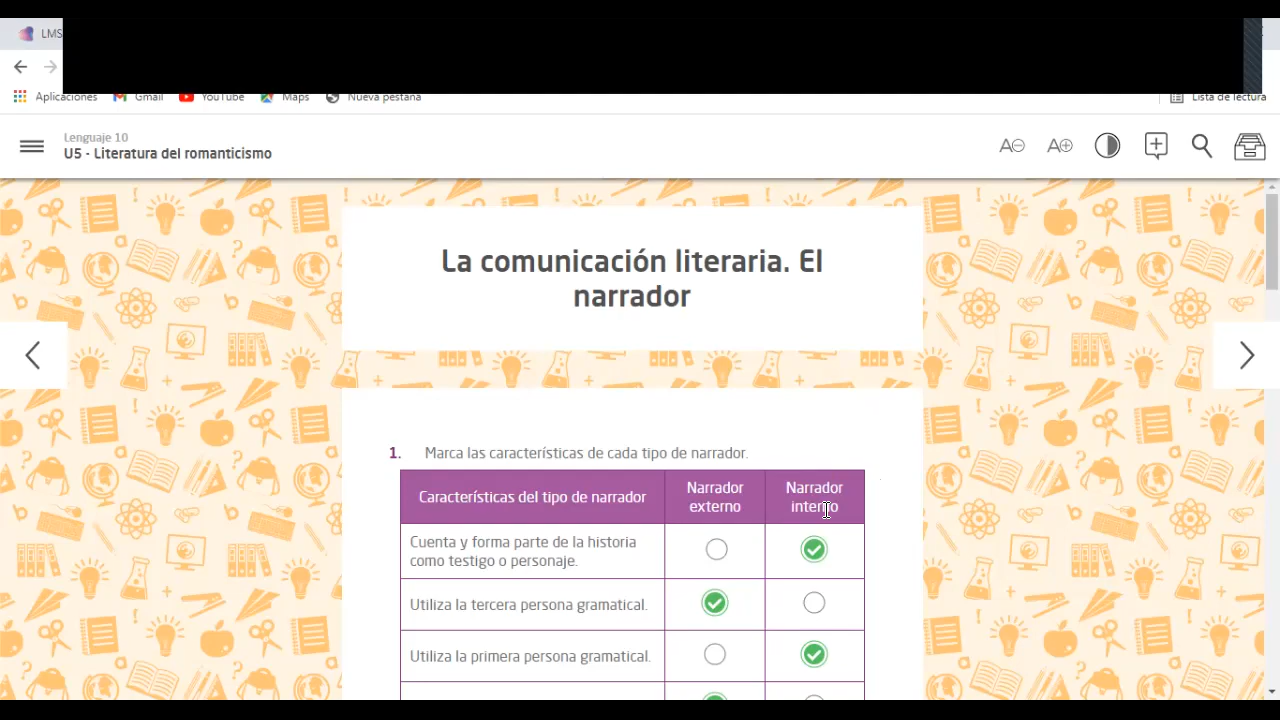 LMS
Aplicaciones
Gmail
YouTube
Maps
Nueva pestaña
Lista de lectura
Lenguaje 10
U5 - Literatura del romanticismo
A
A
La comunicación literaria. El
narrador
1. Marca las características de cada tipo de narrador.
Características del tipo de narrador
Narrador
externo
Narrador
interno
Cuenta y forma parte de la historia
como testigo o personaje.
Utiliza la tercera persona gramatical.
Utiliza la primera persona gramatical.